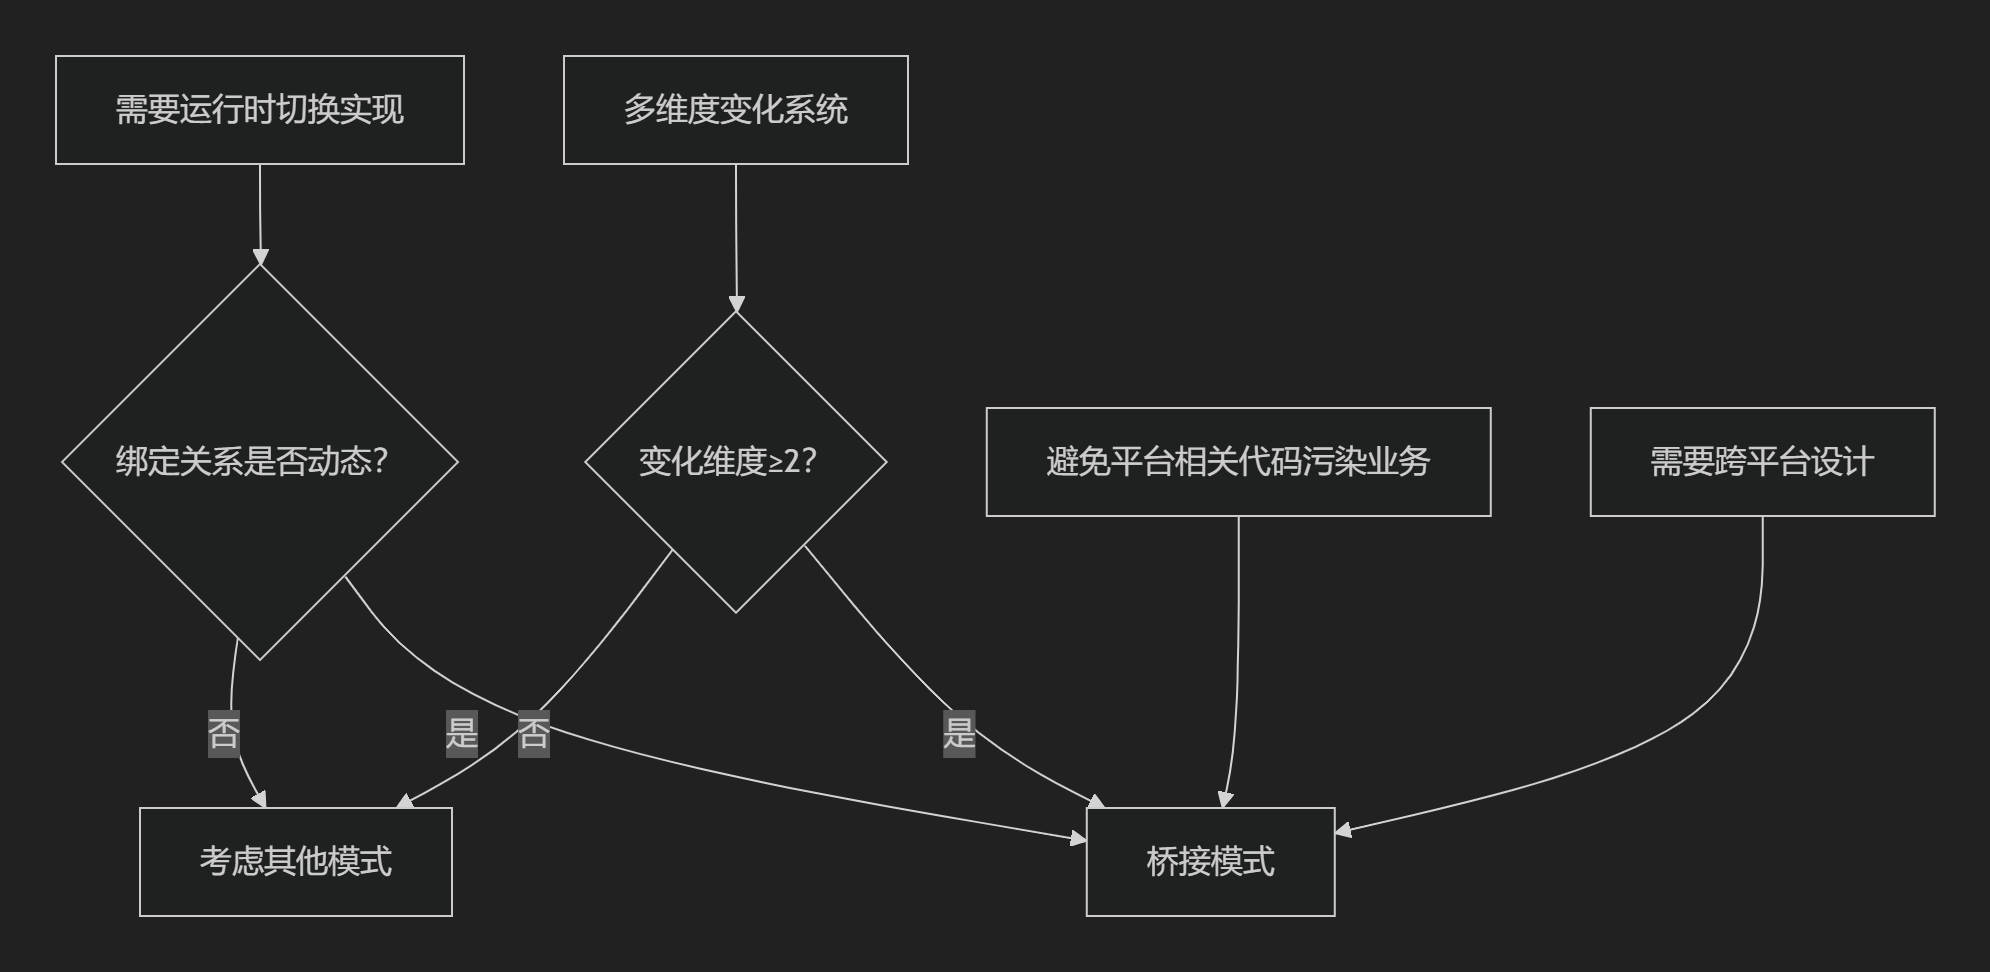 需要运行时切换实现
多维度变化系统
绑定关系是否动态？
变化维度≥2？
避免平台相关代码污染业务
需要跨平台设计
否
是
否
是
考虑其他模式
桥接模式